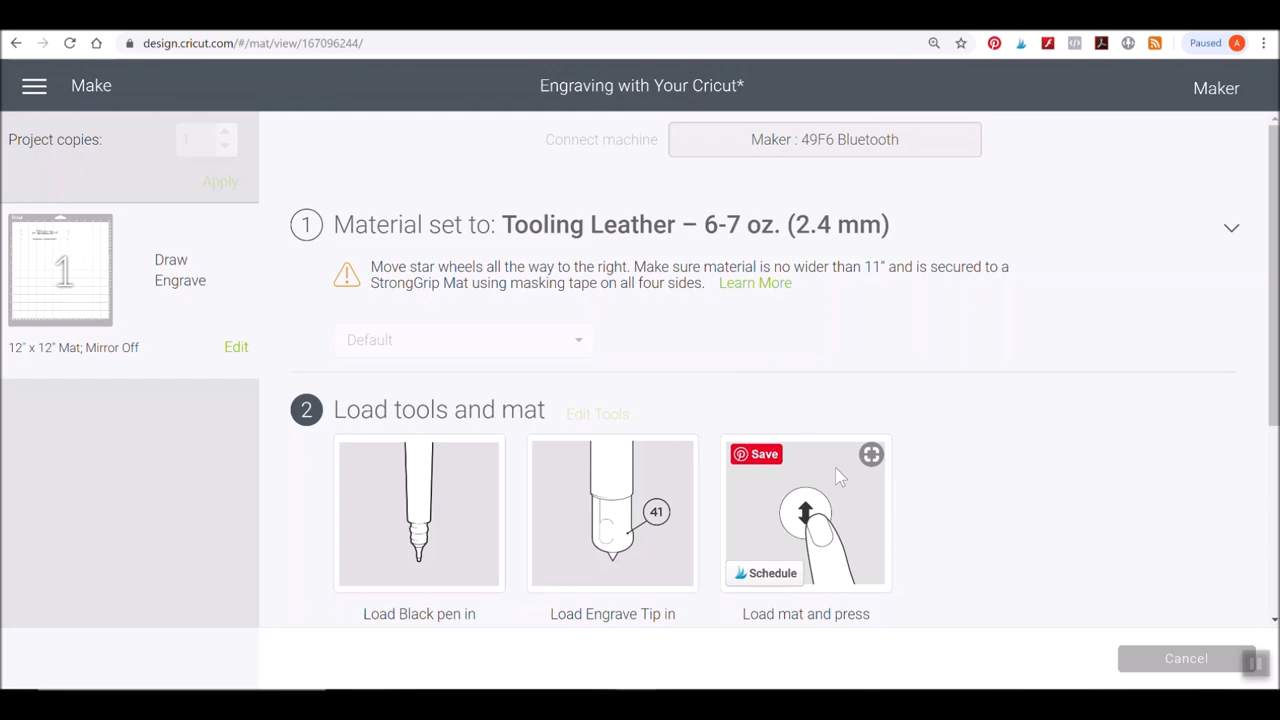 design.cricut.com/#/mat/view/167096244/
Paused A
Make
Engraving with Your Cricut*
Maker
Project copies:
1
Apply
Connect machine
Maker : 49F6 Bluetooth
1
Draw
Engrave
12" x 12" Mat; Mirror Off
Edit
1 Material set to: Tooling Leather – 6-7 oz. (2.4 mm)
Move star wheels all the way to the right. Make sure material is no wider than 11" and is secured to a
StrongGrip Mat using masking tape on all four sides. Learn More
Default
2 Load tools and mat Edit Tools
Save
41
Schedule
Load Black pen in
Load Engrave Tip in
Load mat and press
Cancel